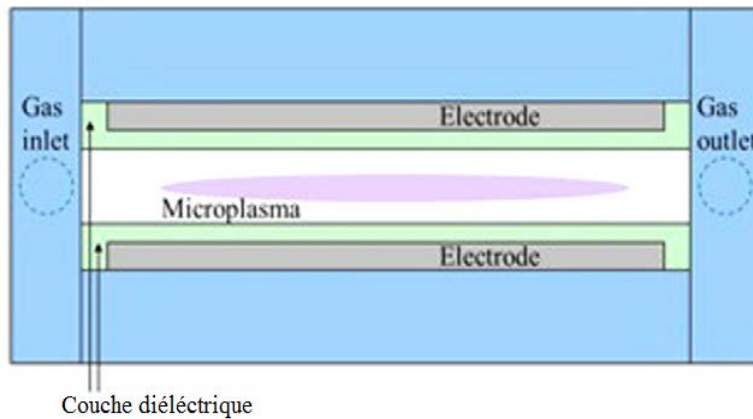 Gas
inlet
Electrode
Gas
outlet
Microplasma
Electrode
Couche diéléctrique